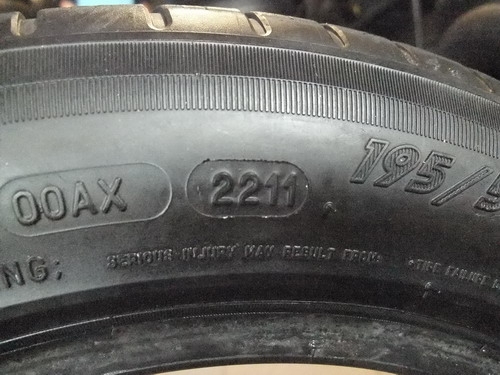 00AX 2211 195/5
NG; SERIOUS INJURY MAY RESULT FROM: •TIRE FAILURE